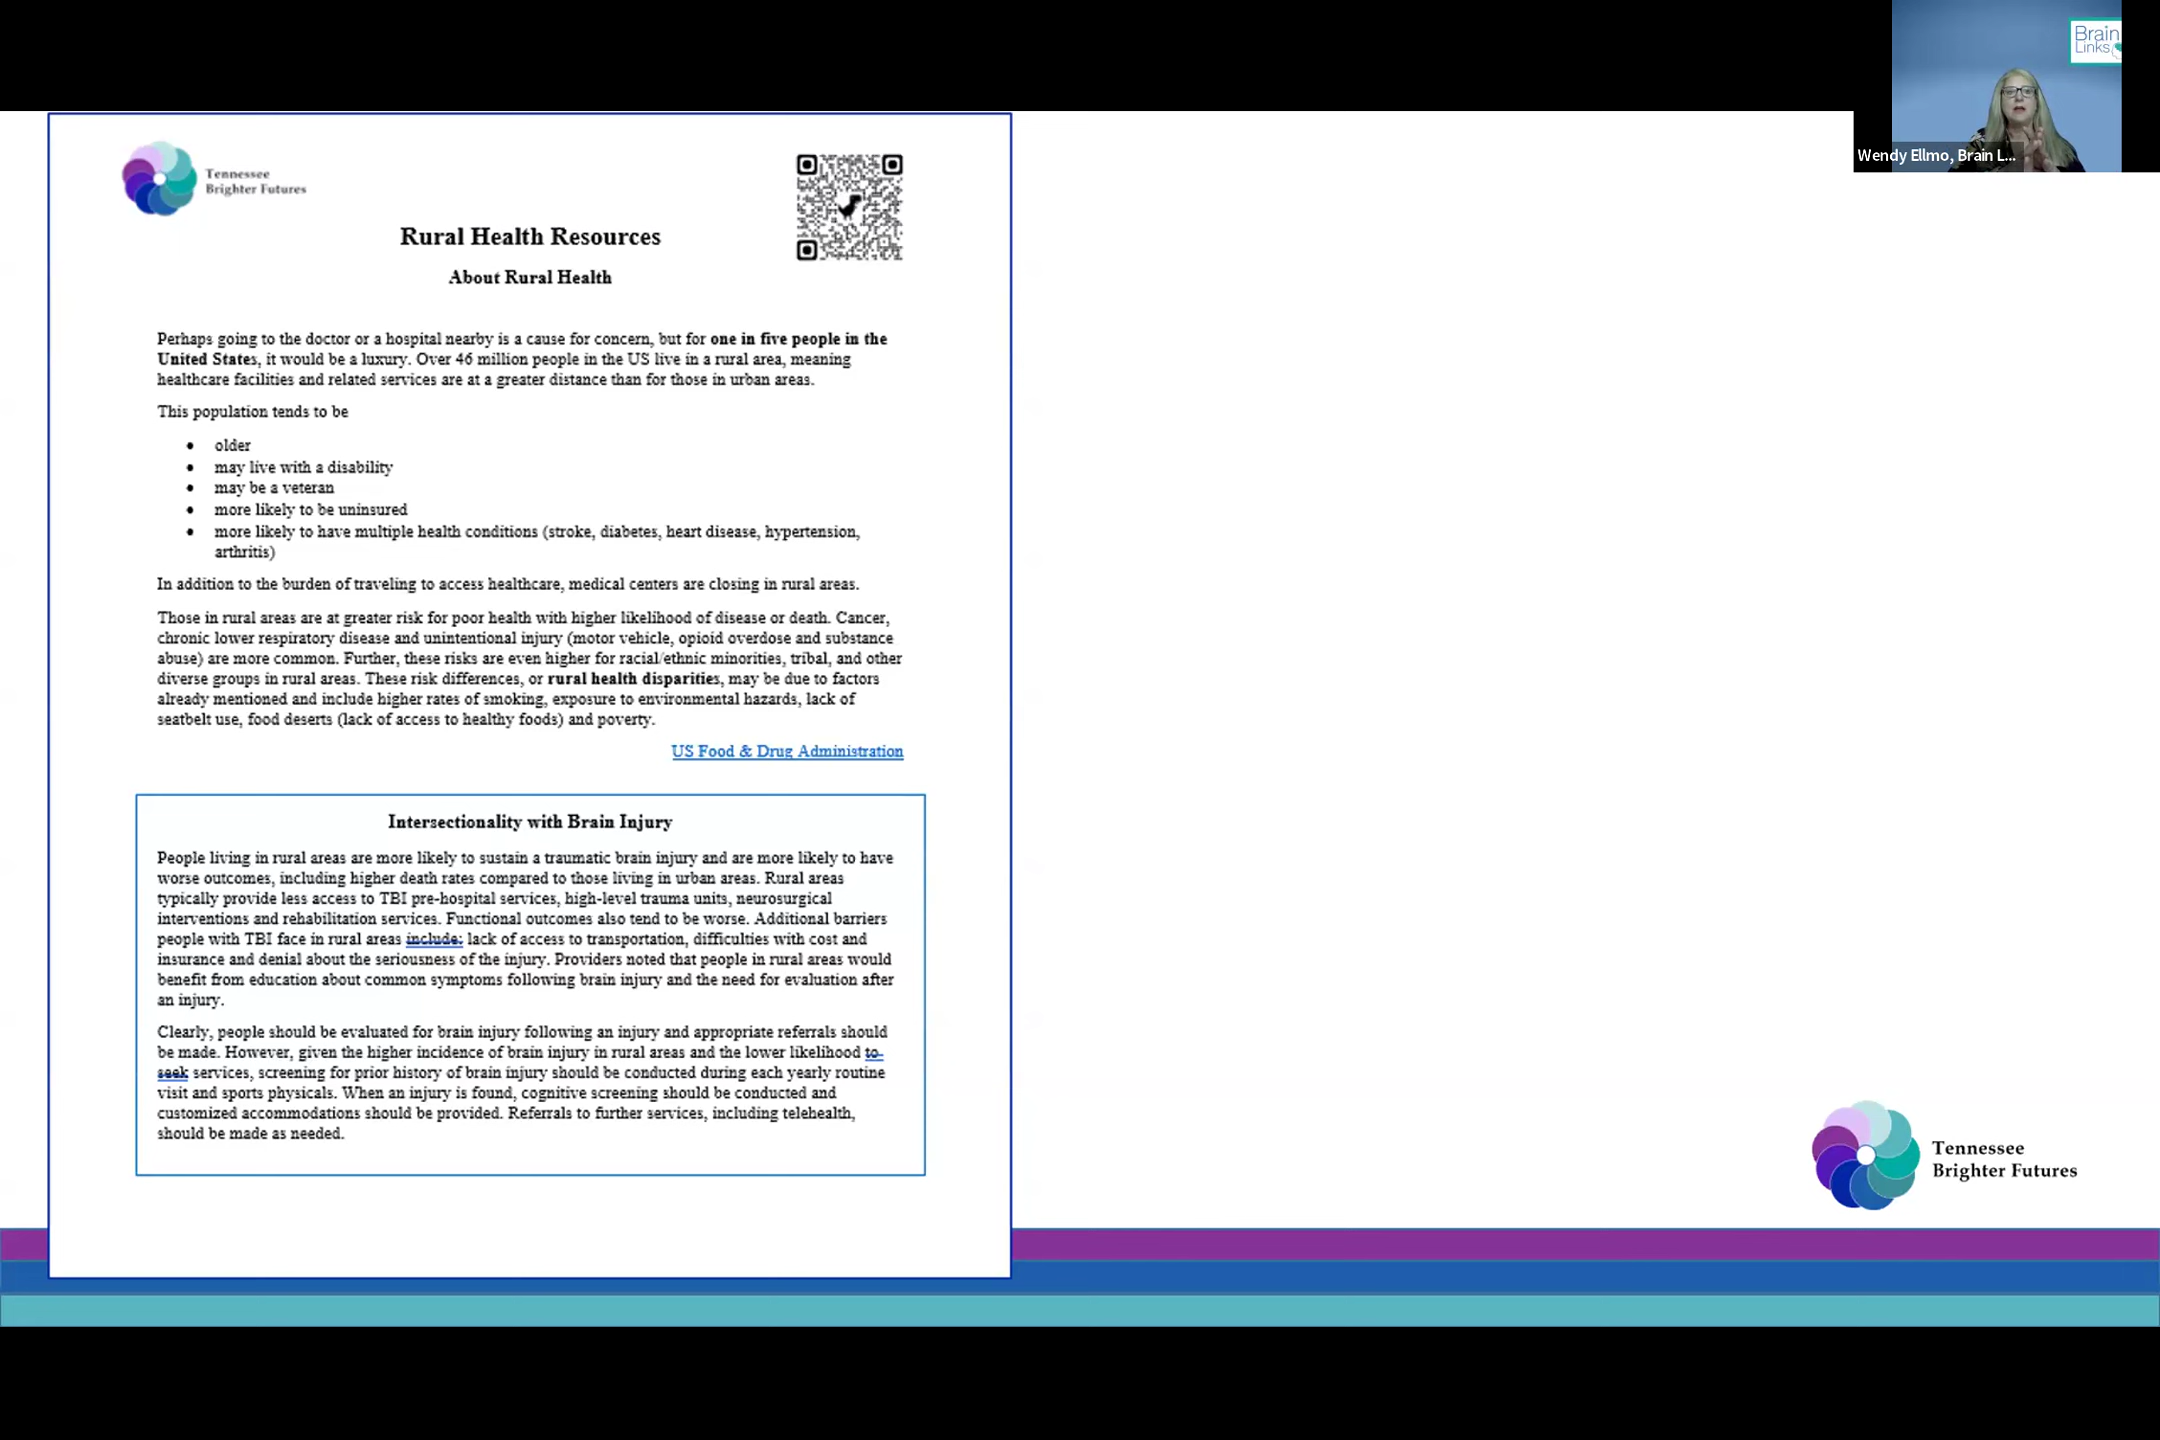 Brain
Links
Wendy Ellmo, Brain L...
Tennessee
Brighter Futures
Rural Health Resources
About Rural Health
Perhaps going to the doctor or a hospital nearby is a cause for concern, but for one in five people in the
United States, it would be a luxury. Over 46 million people in the US live in a rural area, meaning
healthcare facilities and related services are at a greater distance than for those in urban areas.
This population tends to be
• older
• may live with a disability
• may be a veteran
• more likely to be uninsured
• more likely to have multiple health conditions (stroke, diabetes, heart disease, hypertension,
arthritis)
In addition to the burden of traveling to access healthcare, medical centers are closing in rural areas.
Those in rural areas are at greater risk for poor health with higher likelihood of disease or death. Cancer,
chronic lower respiratory disease and unintentional injury (motor vehicle, opioid overdose and substance
abuse) are more common. Further, these risks are even higher for racial/ethnic minorities, tribal, and other
diverse groups in rural areas. These risk differences, or rural health disparities, may be due to factors
already mentioned and include higher rates of smoking, exposure to environmental hazards, lack of
seatbelt use, food deserts (lack of access to healthy foods) and poverty.
US Food & Drug Administration
Intersectionality with Brain Injury
People living in rural areas are more likely to sustain a traumatic brain injury and are more likely to have
worse outcomes, including higher death rates compared to those living in urban areas. Rural areas
typically provide less access to TBI pre-hospital services, high-level trauma units, neurosurgical
interventions and rehabilitation services. Functional outcomes also tend to be worse. Additional barriers
people with TBI face in rural areas include: lack of access to transportation, difficulties with cost and
insurance and denial about the seriousness of the injury. Providers noted that people in rural areas would
benefit from education about common symptoms following brain injury and the need for evaluation after
an injury.
Clearly, people should be evaluated for brain injury following an injury and appropriate referrals should
be made. However, given the higher incidence of brain injury in rural areas and the lower likelihood to
seek services, screening for prior history of brain injury should be conducted during each yearly routine
visit and sports physicals. When an injury is found, cognitive screening should be conducted and
customized accommodations should be provided. Referrals to further services, including telehealth,
should be made as needed.
Tennessee
Brighter Futures